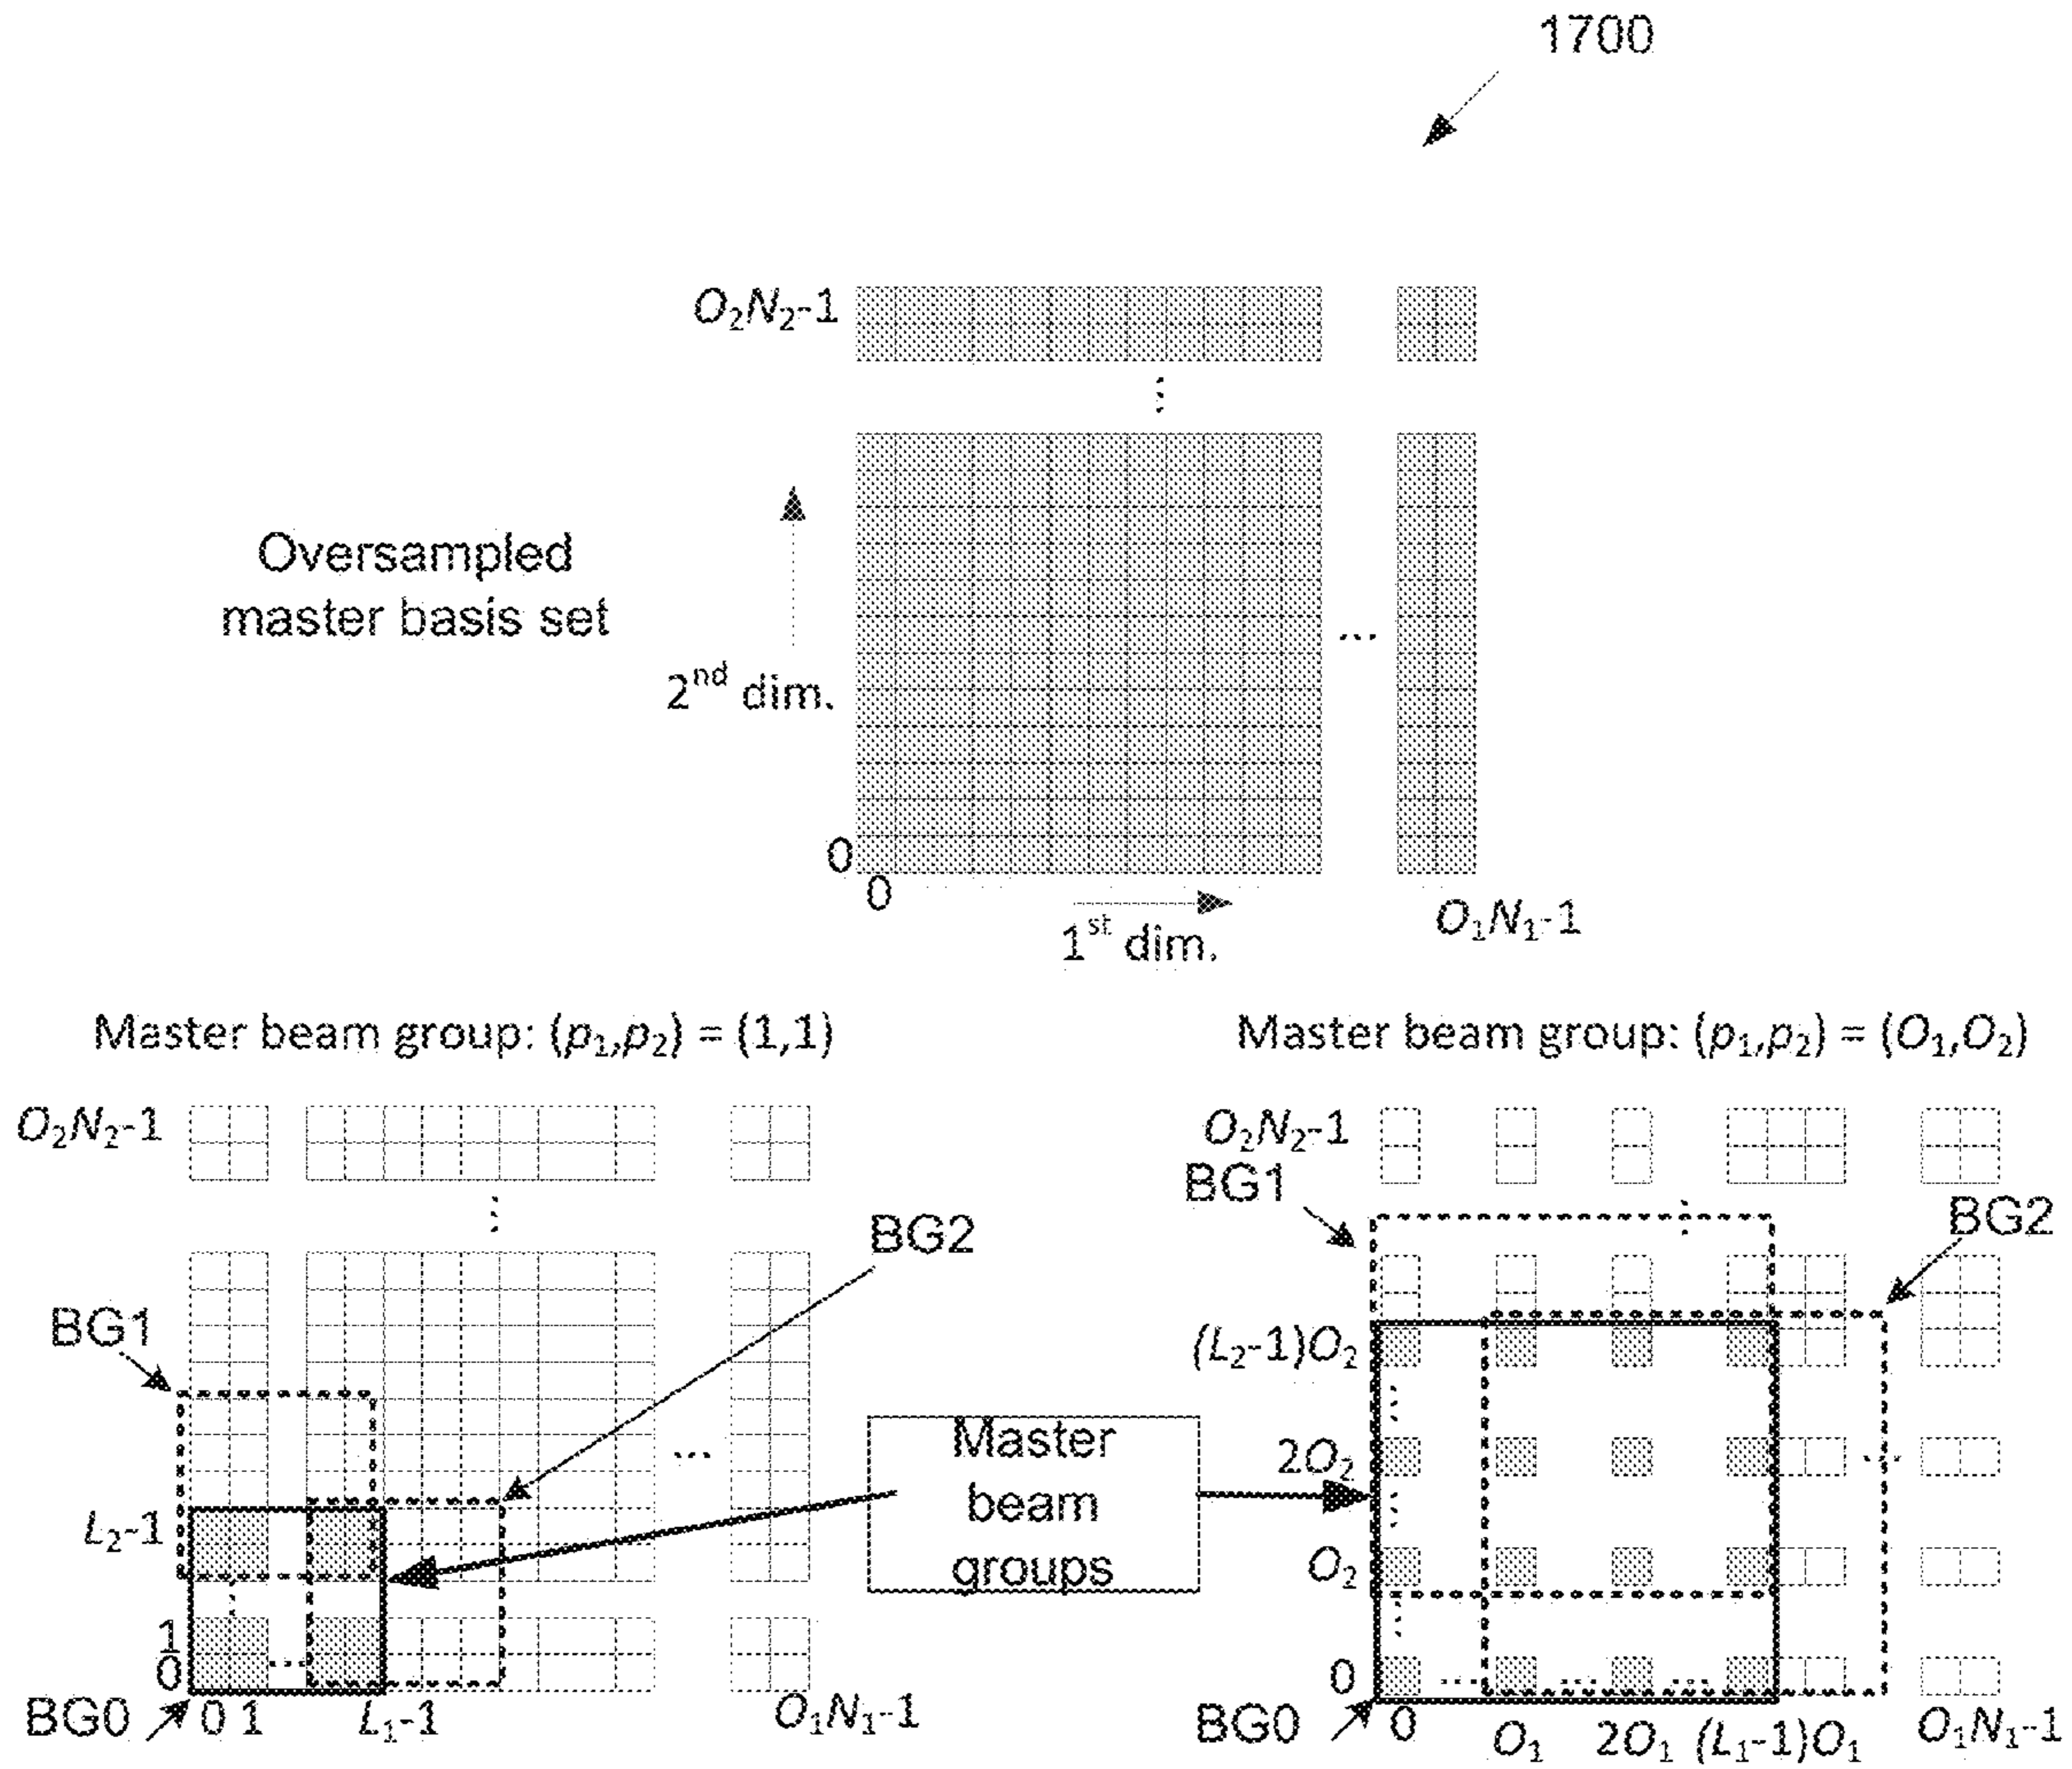 1700
O₂N₂-1
⋮
Oversampled
master basis set
2ⁿᵈ dim.
...
0
0
1ˢᵗ dim.
O₁N₁-1
Master beam group: (p₁,p₂) = (1,1)
O₂N₂-1
⋮
BG2
BG1
...
L₂-1
⋮
1
0
...
BG0
0 1
L₁-1
O₁N₁-1
Master
beam
groups
Master beam group: (p₁,p₂) = (O₁,O₂)
O₂N₂-1
BG1
⋮
BG2
(L₂-1)O₂
⋮
2O₂
...
⋮
O₂
⋮
0
... ... ...
BG0
0
O₁
2O₁
(L₁-1)O₁
O₁N₁-1